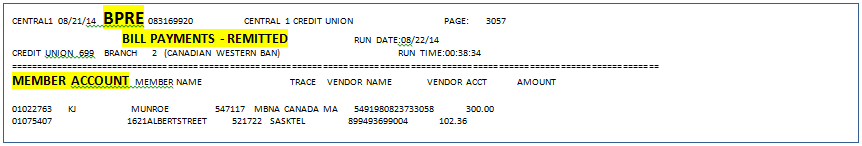 CENTRAL1 08/21/14 BPRE 083169920 CENTRAL 1 CREDIT UNION PAGE: 3057
BILL PAYMENTS - REMITTED RUN DATE:08/22/14
CREDIT UNION 699 BRANCH 2 (CANADIAN WESTERN BAN) RUN TIME:00:38:34
====================================================================================================
MEMBER ACCOUNT MEMBER NAME TRACE VENDOR NAME VENDOR ACCT AMOUNT
01022763 KJ MUNROE 547117 MBNA CANADA MA 5491980823733058 300.00
01075407 1621ALBERTSTREET 521722 SASKTEL 899493699004 102.36